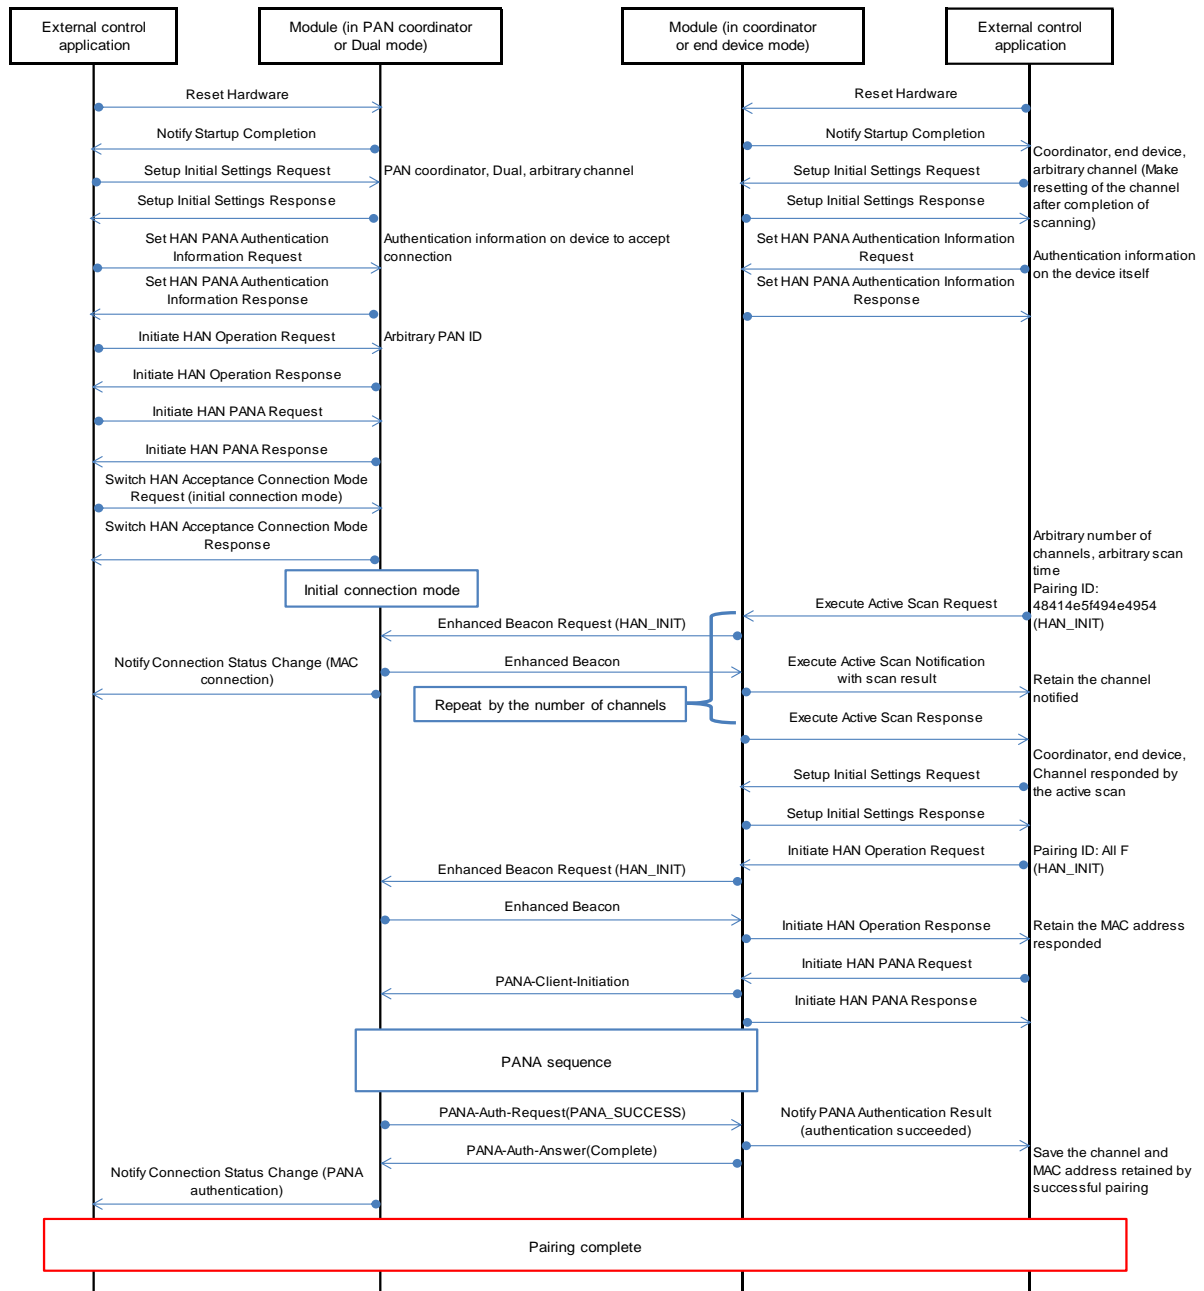 External control
application
Module (in PAN coordinator
or Dual mode)
Module (in coordinator
or end device mode)
External control
application
Reset Hardware
Reset Hardware
Notify Startup Completion
Notify Startup Completion
Coordinator, end device,
arbitrary channel (Make
resetting of the channel
after completion of
scanning)
Setup Initial Settings Request
PAN coordinator, Dual, arbitrary channel
Setup Initial Settings Request
Setup Initial Settings Response
Setup Initial Settings Response
Set HAN PANA Authentication
Information Request
Authentication information on device to accept
connection
Set HAN PANA Authentication Information
Request
Authentication information
on the device itself
Set HAN PANA Authentication
Information Response
Set HAN PANA Authentication Information
Response
Initiate HAN Operation Request
Arbitrary PAN ID
Initiate HAN Operation Response
Initiate HAN PANA Request
Initiate HAN PANA Response
Switch HAN Acceptance Connection Mode
Request (initial connection mode)
Switch HAN Acceptance Connection Mode
Response
Arbitrary number of
channels, arbitrary scan
time
Pairing ID:
48414e5f494e4954
(HAN_INIT)
Initial connection mode
Execute Active Scan Request
Enhanced Beacon Request (HAN_INIT)
Notify Connection Status Change (MAC
connection)
Enhanced Beacon
Execute Active Scan Notification
with scan result
Retain the channel
notified
Repeat by the number of channels
Execute Active Scan Response
Coordinator, end device,
Channel responded by
the active scan
Setup Initial Settings Request
Setup Initial Settings Response
Initiate HAN Operation Request
Pairing ID: All F
(HAN_INIT)
Enhanced Beacon Request (HAN_INIT)
Enhanced Beacon
Initiate HAN Operation Response
Retain the MAC address
responded
Initiate HAN PANA Request
PANA-Client-Initiation
Initiate HAN PANA Response
PANA sequence
PANA-Auth-Request(PANA_SUCCESS)
Notify PANA Authentication Result
(authentication succeeded)
PANA-Auth-Answer(Complete)
Save the channel and
MAC address retained by
successful pairing
Notify Connection Status Change (PANA
authentication)
Pairing complete